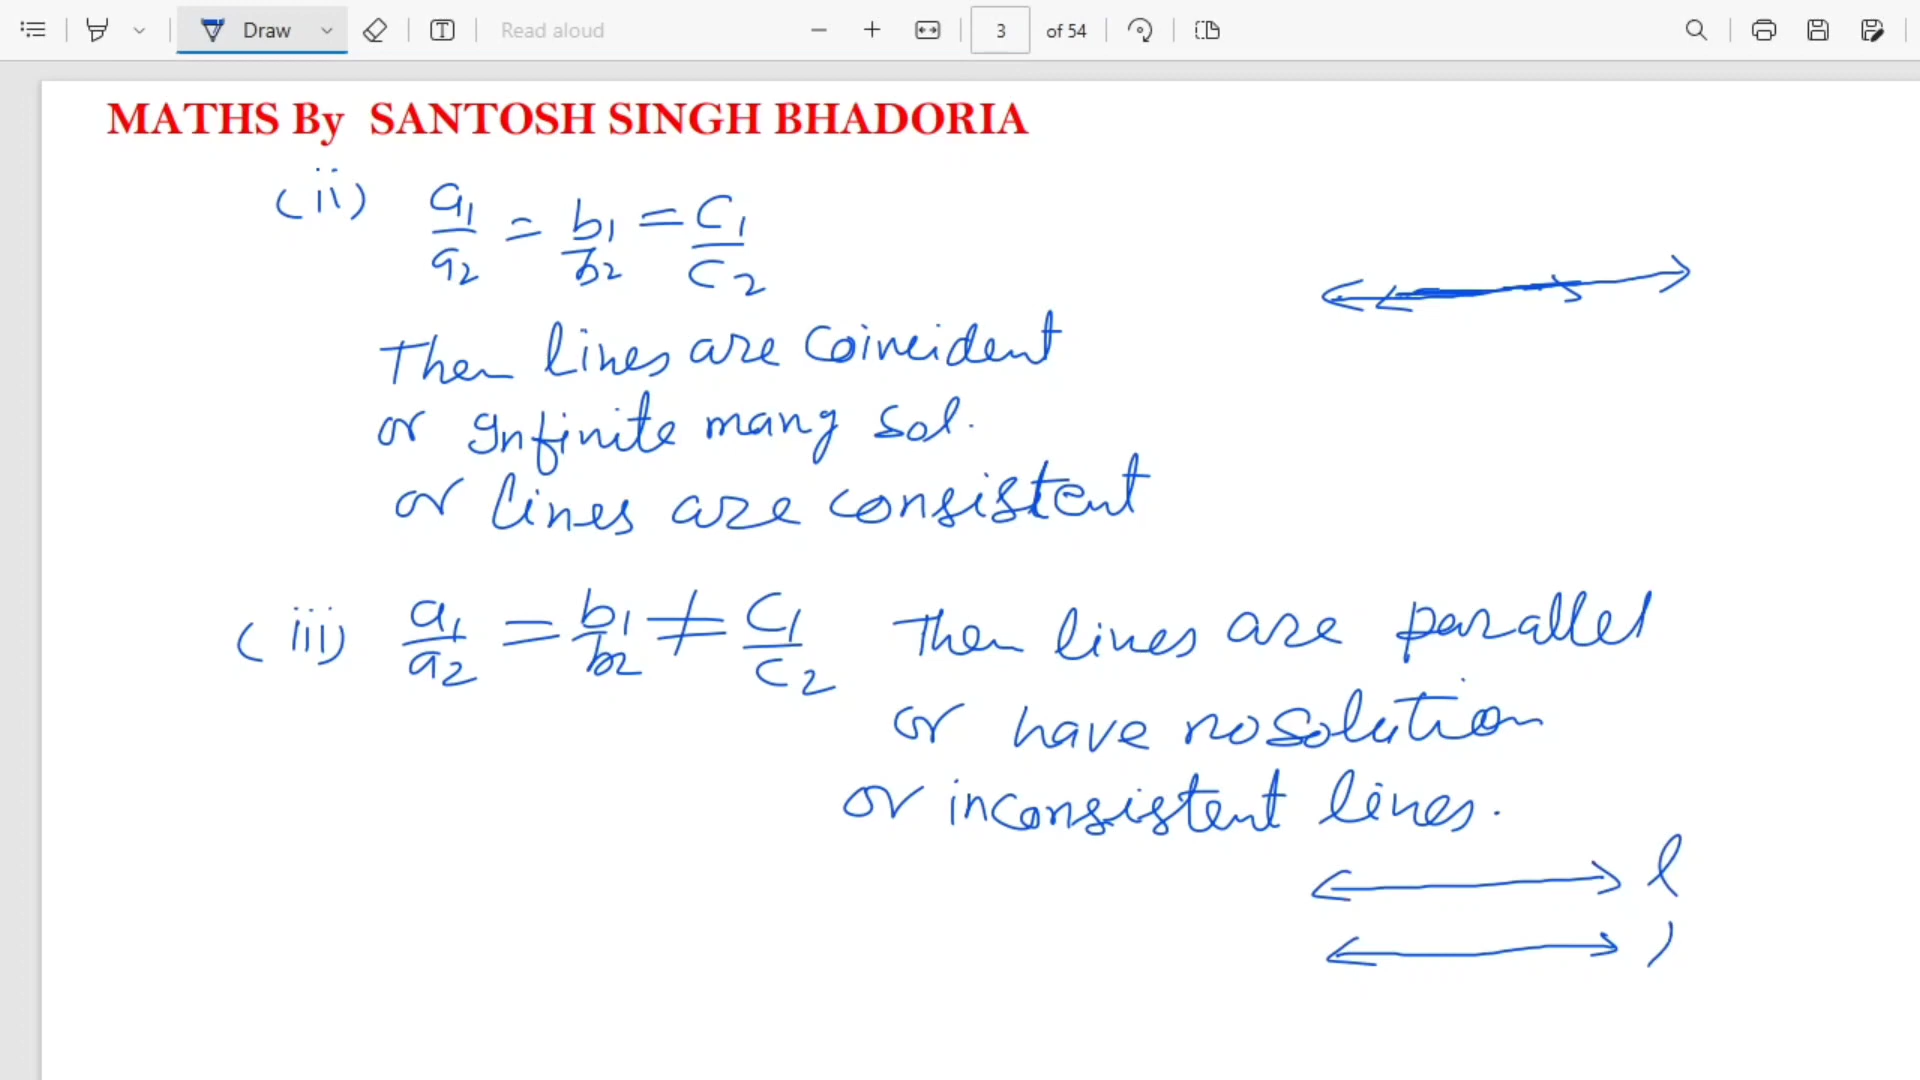 Draw
Read aloud
3 of 54
MATHS By SANTOSH SINGH BHADORIA
(ii) a1/a2 = b1/b2 = C1/C2
Then lines are Coincident
or Infinite many sol.
or lines are consistent
(iii) a1/a2 = b1/b2 ≠ C1/C2 Then lines are parallel
or have no solution
or inconsistent lines.
l